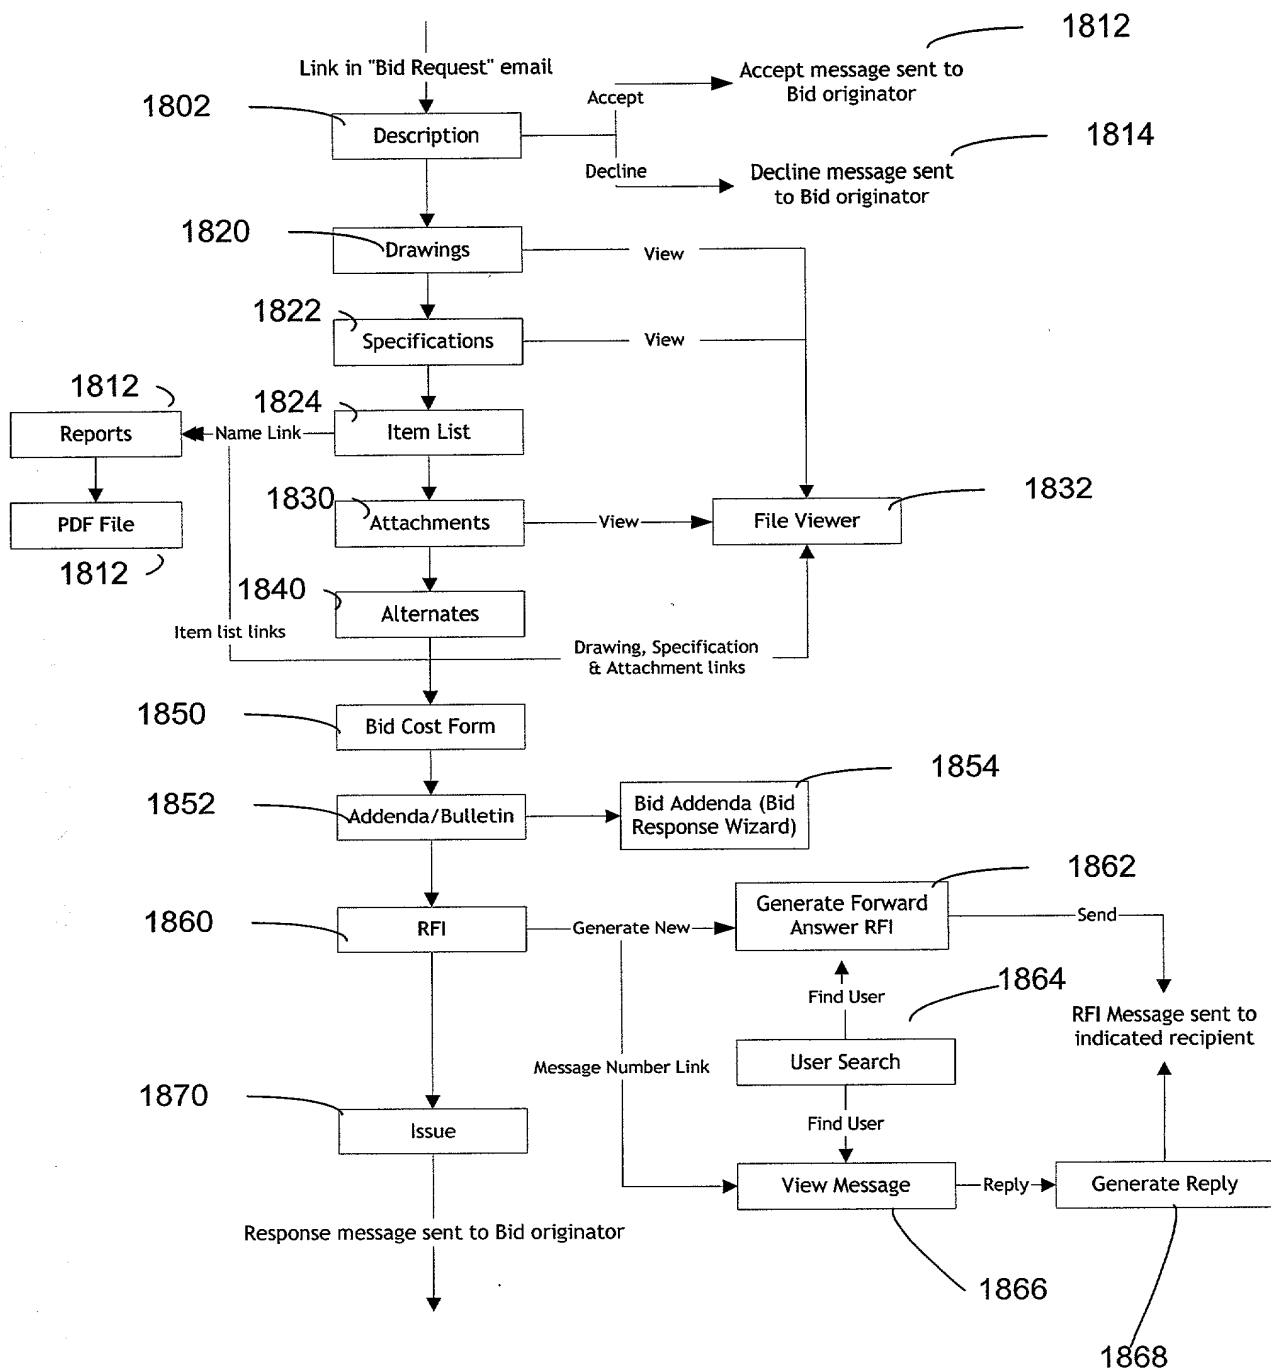 1812
Link in "Bid Request" email
Accept message sent to
Bid originator
Accept
1802
Description
1814
Decline
Decline message sent
to Bid originator
1820
Drawings
View
1822
Specifications
View
1812
1824
Reports
Name Link
Item List
1830
1832
PDF File
Attachments
View
File Viewer
1812
1840
Alternates
Item list links
Drawing, Specification
& Attachment links
1850
Bid Cost Form
1854
1852
Addenda/Bulletin
Bid Addenda (Bid
Response Wizard)
1862
1860
RFI
Generate New
Generate Forward
Answer RFI
Send
1864
Find User
RFI Message sent to
indicated recipient
User Search
Message Number Link
1870
Issue
Find User
View Message
Reply
Generate Reply
Response message sent to Bid originator
1866
1868